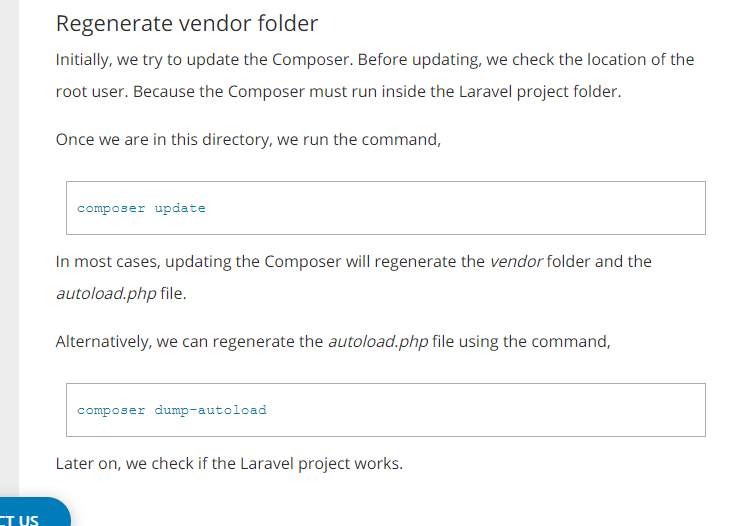 Regenerate vendor folder
Initially, we try to update the Composer. Before updating, we check the location of the
root user. Because the Composer must run inside the Laravel project folder.
Once we are in this directory, we run the command,
composer update
In most cases, updating the Composer will regenerate the vendor folder and the
autoload.php file.
Alternatively, we can regenerate the autoload.php file using the command,
composer dump-autoload
Later on, we check if the Laravel project works.
CT US